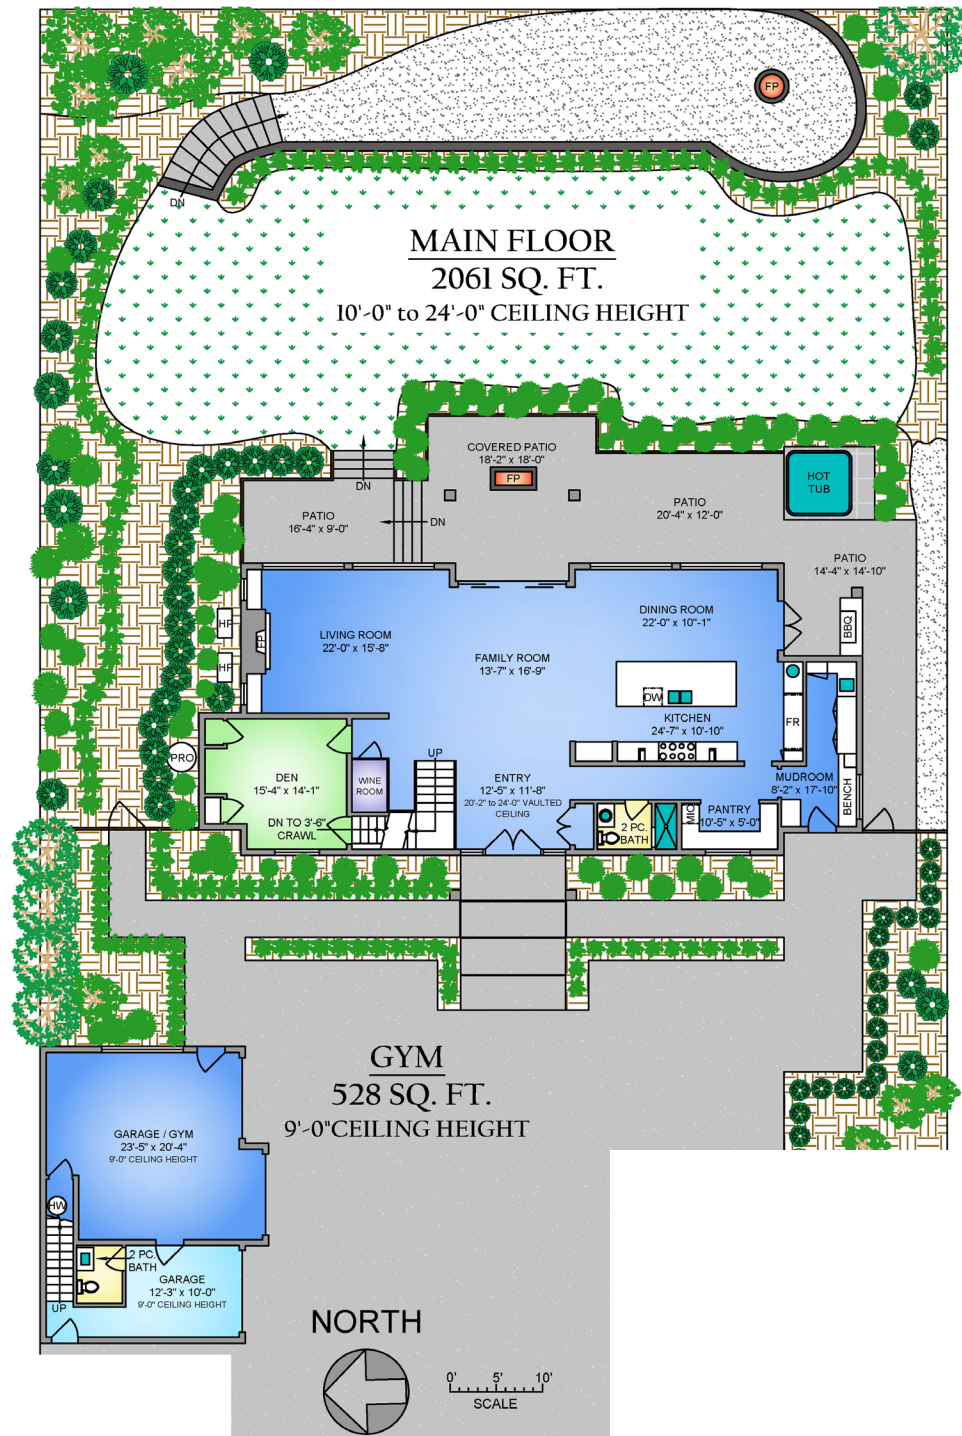 FP
DN
MAIN FLOOR
2061 SQ. FT.
10'-0" to 24'-0" CEILING HEIGHT
COVERED PATIO
18'-2" x 18'-0"
FP
HOT
TUB
DN
PATIO
16'-4" x 9'-0"
DN
PATIO
20'-4" x 12'-0"
PATIO
14'-4" x 14'-10"
HP
FP
LIVING ROOM
22'-0" x 15'-8"
DINING ROOM
22'-0" x 10"-1"
BBQ
FAMILY ROOM
13'-7" x 16'-9"
HP
DW
KITCHEN
24'-7" x 10'-10"
FR
PRO
UP
DEN
15'-4" x 14'-1"
WINE
ROOM
ENTRY
12'-5" x 11'-8"
20'-2" to 24'-0" VAULTED
CEILING
MUDROOM
8'-2" x 17'-10"
BENCH
DN TO 3'-6"
CRAWL
2 PC.
BATH
MIC
PANTRY
10'-5" x 5'-0"
GYM
528 SQ. FT.
9'-0"CEILING HEIGHT
GARAGE / GYM
23'-5" x 20'-4"
9'-0" CEILING HEIGHT
HW
2 PC.
BATH
GARAGE
12'-3" x 10'-0"
9'-0" CEILING HEIGHT
UP
NORTH
0' 5' 10'
SCALE